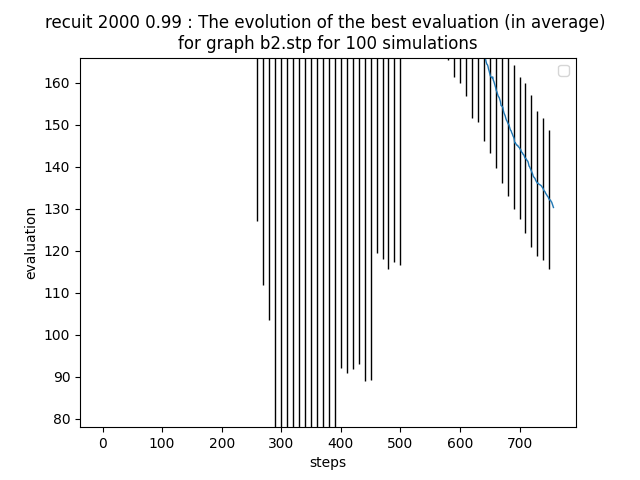 recuit 2000 0.99 : The evolution of the best evaluation (in average)
for graph b2.stp for 100 simulations
160
150
140
130
120
110
100
90
80
evaluation
0 100 200 300 400 500 600 700
steps